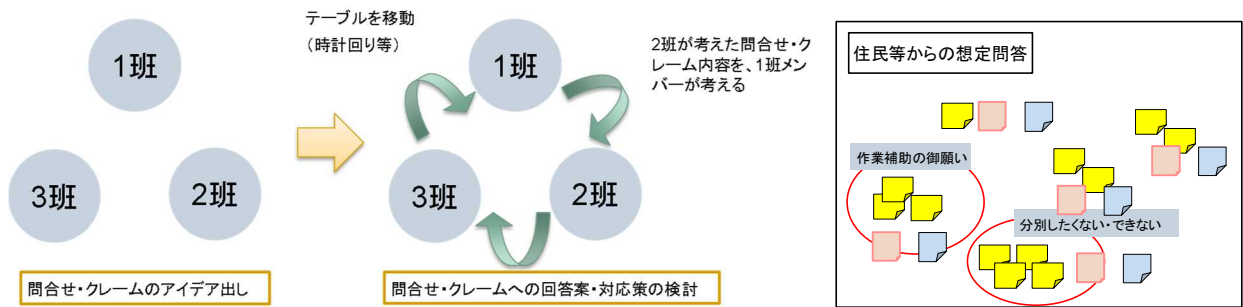 1班
3班
2班
問合せ・クレームのアイデア出し
テーブルを移動
(時計回り等)
1班
3班
2班
2班が考えた問合せ・ク
レーム内容を、1班メン
バーが考える
問合せ・クレームへの回答案・対応策の検討
住民等からの想定問答
作業補助の御願い
分別したくない・できない